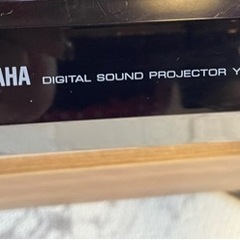 AHA DIGITAL SOUND PROJECTOR Y